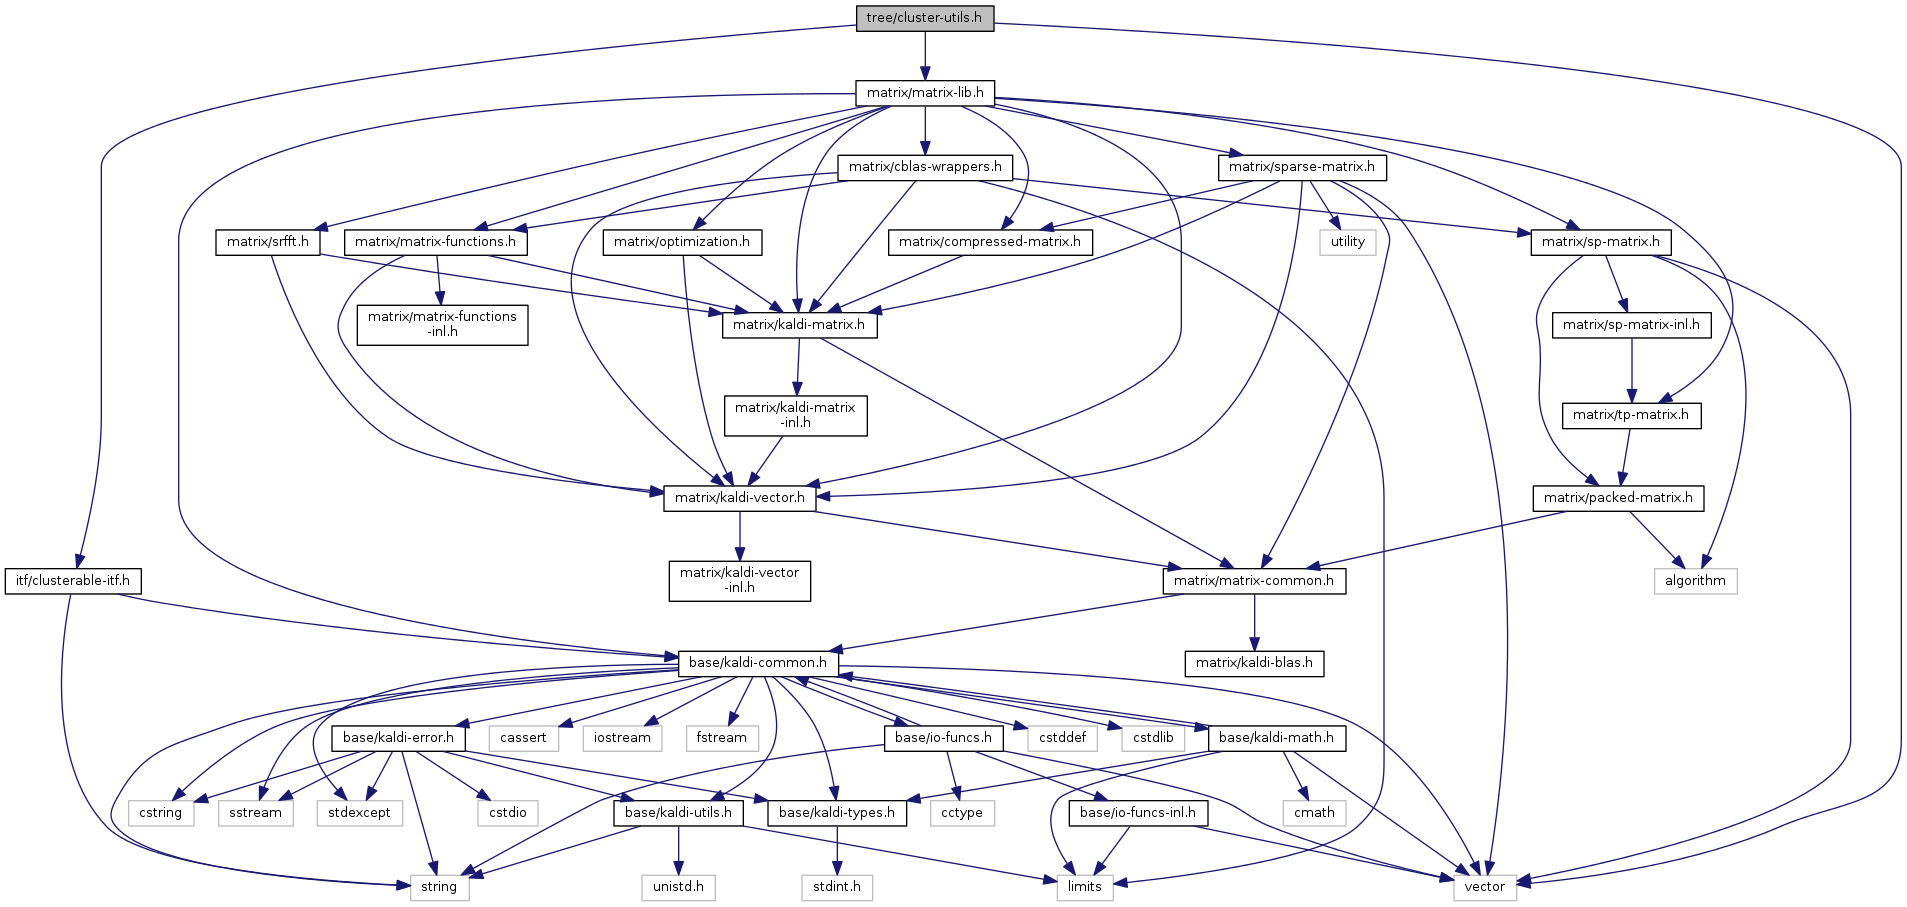 tree/cluster-utils.h
matrix/matrix-lib.h
matrix/cblas-wrappers.h
matrix/sparse-matrix.h
matrix/srfft.h
matrix/matrix-functions.h
matrix/optimization.h
matrix/compressed-matrix.h
utility
matrix/sp-matrix.h
matrix/matrix-functions
-inl.h
matrix/kaldi-matrix.h
matrix/sp-matrix-inl.h
matrix/kaldi-matrix
-inl.h
matrix/tp-matrix.h
matrix/kaldi-vector.h
matrix/packed-matrix.h
itf/clusterable-itf.h
matrix/kaldi-vector
-inl.h
matrix/matrix-common.h
algorithm
base/kaldi-common.h
matrix/kaldi-blas.h
base/kaldi-error.h
cassert
iostream
fstream
base/io-funcs.h
cstddef
cstdlib
base/kaldi-math.h
cstring
sstream
stdexcept
cstdio
base/kaldi-utils.h
base/kaldi-types.h
cctype
base/io-funcs-inl.h
cmath
string
unistd.h
stdint.h
limits
vector